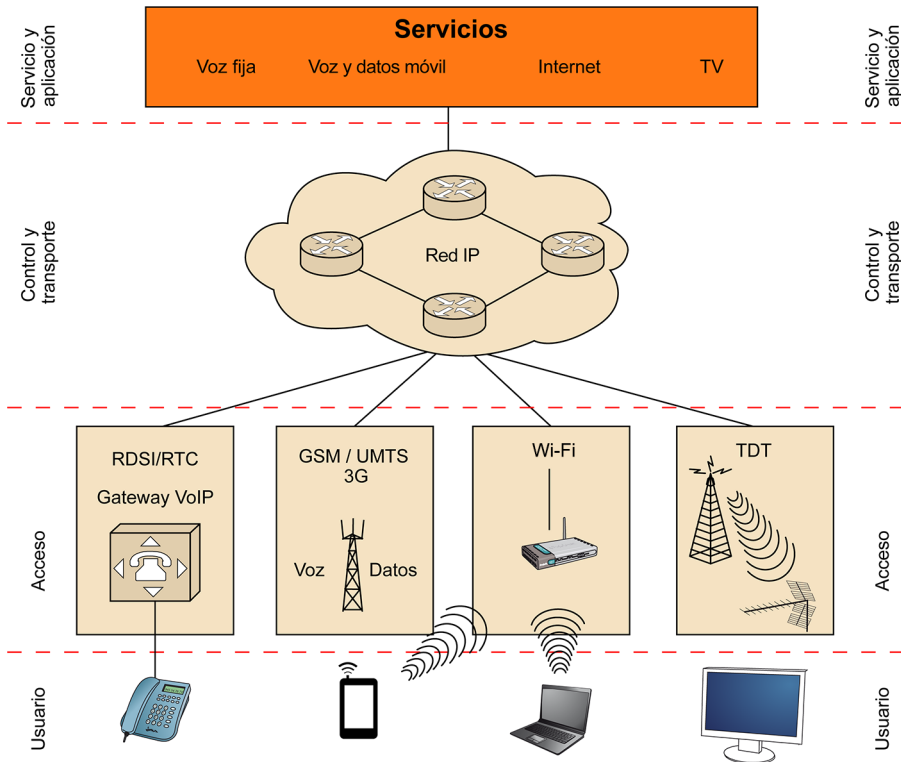 Servicios
Voz fija
Voz y datos móvil
Internet
TV
Servicio y
aplicación
Servicio y
aplicación
Red IP
Control y
transporte
Control y
transporte
RDSI/RTC
Gateway VoIP
GSM / UMTS
3G
Voz
Datos
Wi-Fi
TDT
Acceso
Acceso
Usuario
Usuario